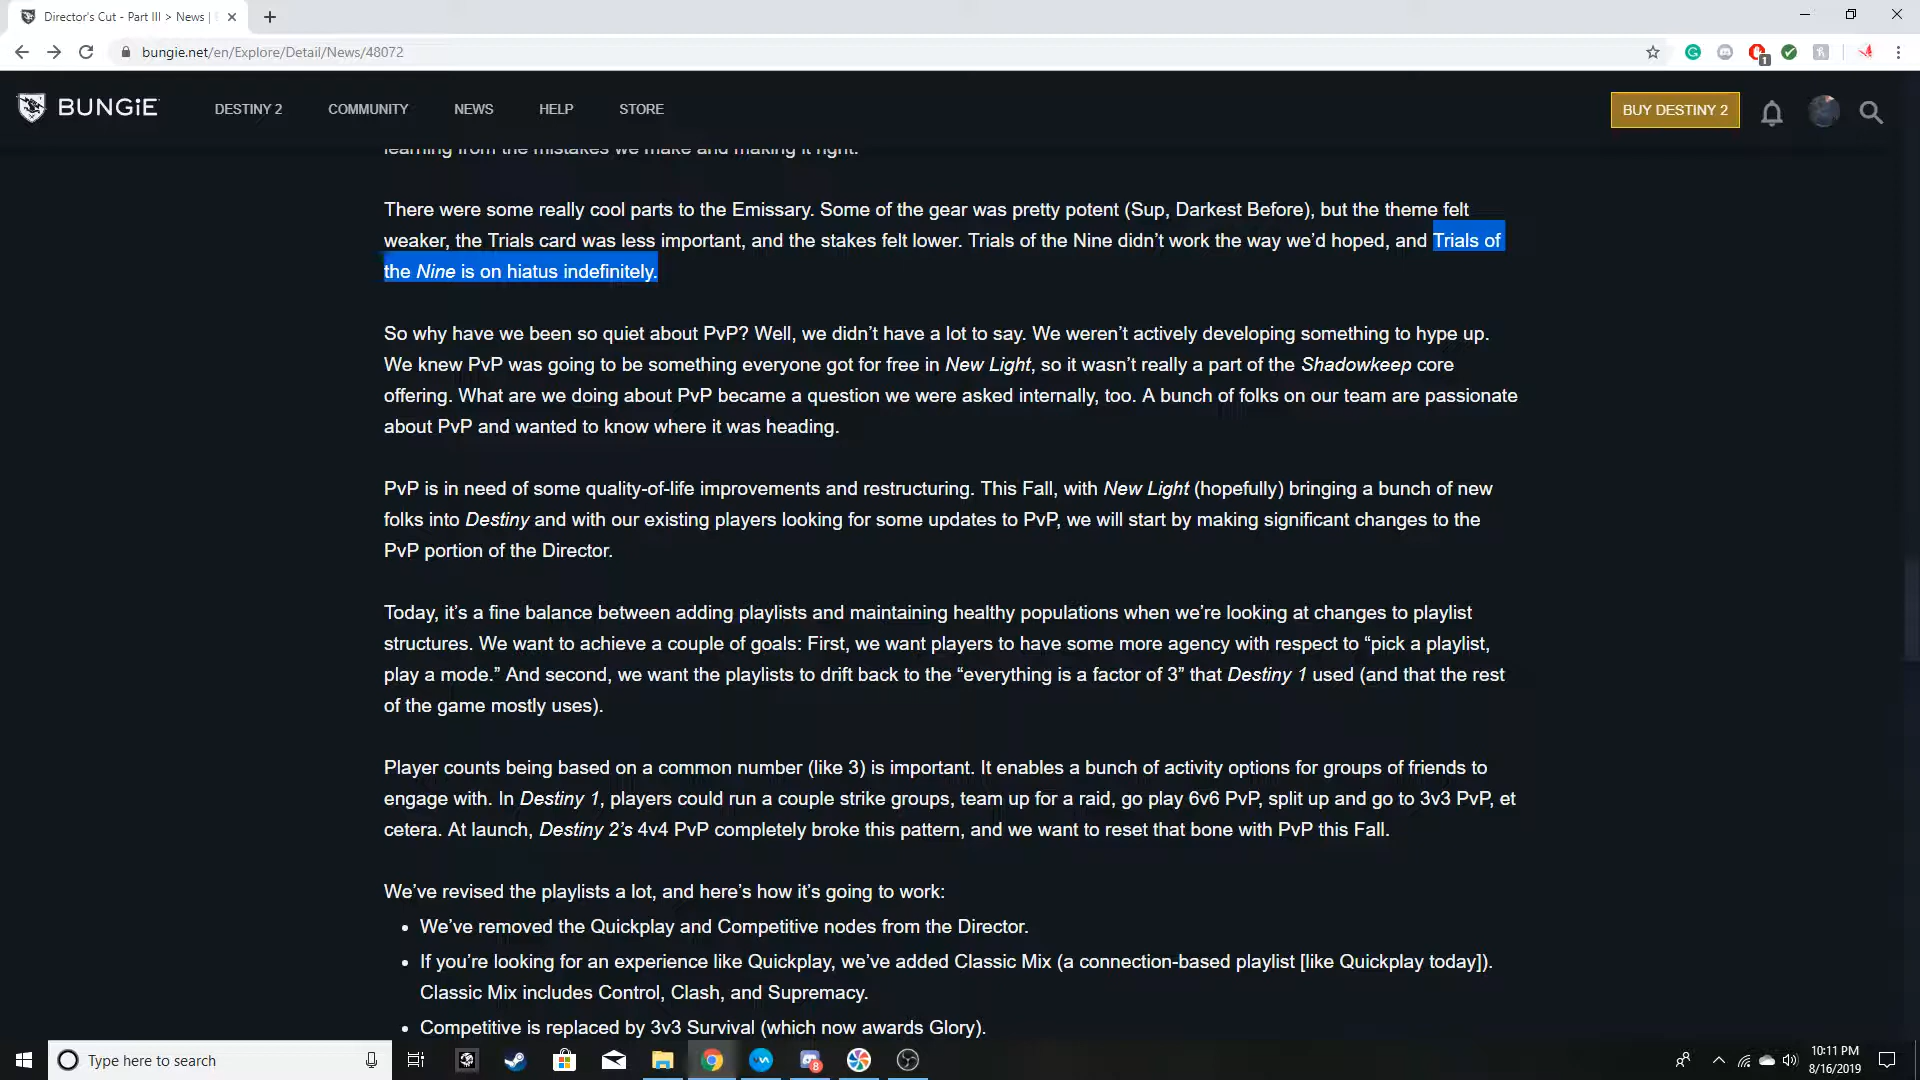 Director's Cut - Part III > News |
bungie.net/en/Explore/Detail/News/48072
1
BUNGiE
DESTINY 2
COMMUNITY
NEWS
HELP
STORE
BUY DESTINY 2
learning from the mistakes we make and making it right.
There were some really cool parts to the Emissary. Some of the gear was pretty potent (Sup, Darkest Before), but the theme felt
weaker, the Trials card was less important, and the stakes felt lower. Trials of the Nine didn’t work the way we’d hoped, and Trials of
the Nine is on hiatus indefinitely.
So why have we been so quiet about PvP? Well, we didn’t have a lot to say. We weren’t actively developing something to hype up.
We knew PvP was going to be something everyone got for free in New Light, so it wasn’t really a part of the Shadowkeep core
offering. What are we doing about PvP became a question we were asked internally, too. A bunch of folks on our team are passionate
about PvP and wanted to know where it was heading.
PvP is in need of some quality-of-life improvements and restructuring. This Fall, with New Light (hopefully) bringing a bunch of new
folks into Destiny and with our existing players looking for some updates to PvP, we will start by making significant changes to the
PvP portion of the Director.
Today, it’s a fine balance between adding playlists and maintaining healthy populations when we’re looking at changes to playlist
structures. We want to achieve a couple of goals: First, we want players to have some more agency with respect to “pick a playlist,
play a mode.” And second, we want the playlists to drift back to the “everything is a factor of 3” that Destiny 1 used (and that the rest
of the game mostly uses).
Player counts being based on a common number (like 3) is important. It enables a bunch of activity options for groups of friends to
engage with. In Destiny 1, players could run a couple strike groups, team up for a raid, go play 6v6 PvP, split up and go to 3v3 PvP, et
cetera. At launch, Destiny 2’s 4v4 PvP completely broke this pattern, and we want to reset that bone with PvP this Fall.
We’ve revised the playlists a lot, and here’s how it’s going to work:
• We’ve removed the Quickplay and Competitive nodes from the Director.
• If you’re looking for an experience like Quickplay, we’ve added Classic Mix (a connection-based playlist [like Quickplay today]).
Classic Mix includes Control, Clash, and Supremacy.
• Competitive is replaced by 3v3 Survival (which now awards Glory).
Type here to search
8
10:11 PM
8/16/2019